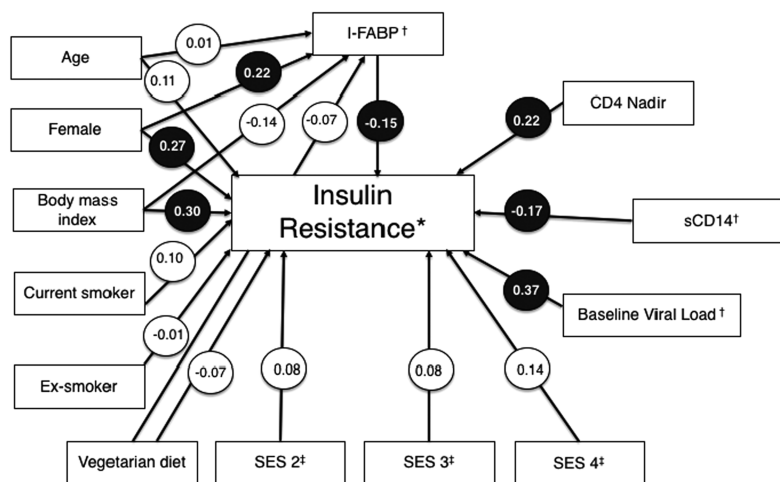 I-FABP†
0.01
Age
0.11
0.22
CD4 Nadir
0.22
Female
-0.14
-0.07
-0.15
0.27
Insulin
Resistance*
Body mass
index
0.30
-0.17
sCD14†
0.10
Current smoker
0.37
Baseline Viral Load†
-0.01
Ex-smoker
-0.07
0.08
0.08
0.14
Vegetarian diet
SES 2‡
SES 3‡
SES 4‡